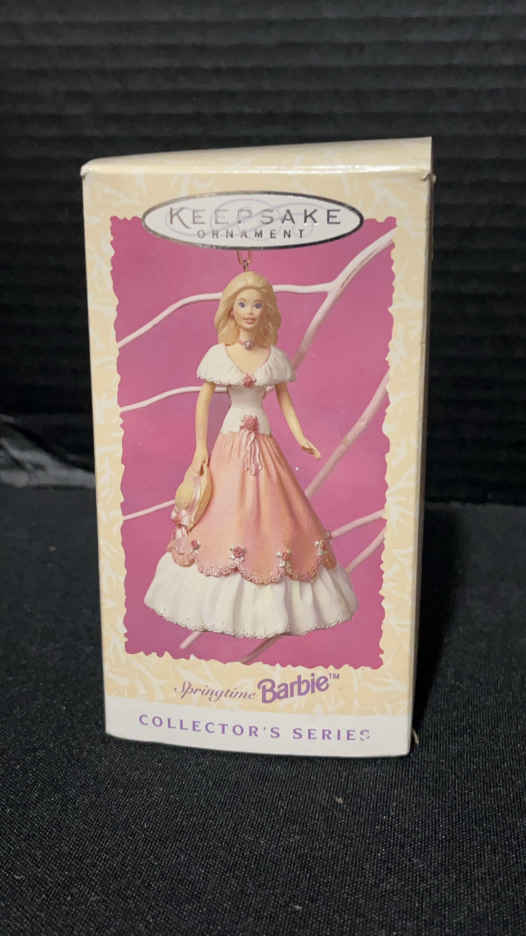 KEEPSAKE
ORNAMENT
Springtime Barbie™
COLLECTOR'S SERIES